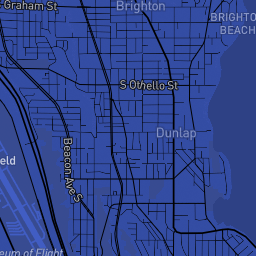 S Graham St
Brighton
BRIGHTON
BEACH
S Othello St
Dunlap
Beacon Ave S
eld
eum of Flight